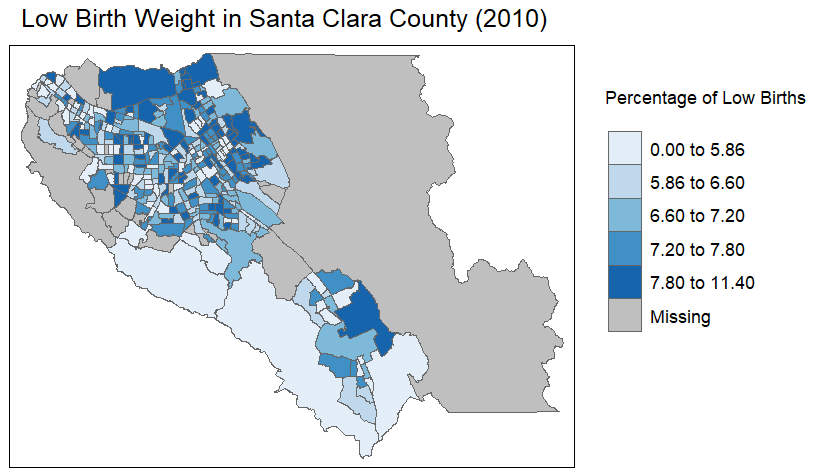 Low Birth Weight in Santa Clara County (2010)
Percentage of Low Births
0.00 to 5.86
5.86 to 6.60
6.60 to 7.20
7.20 to 7.80
7.80 to 11.40
Missing